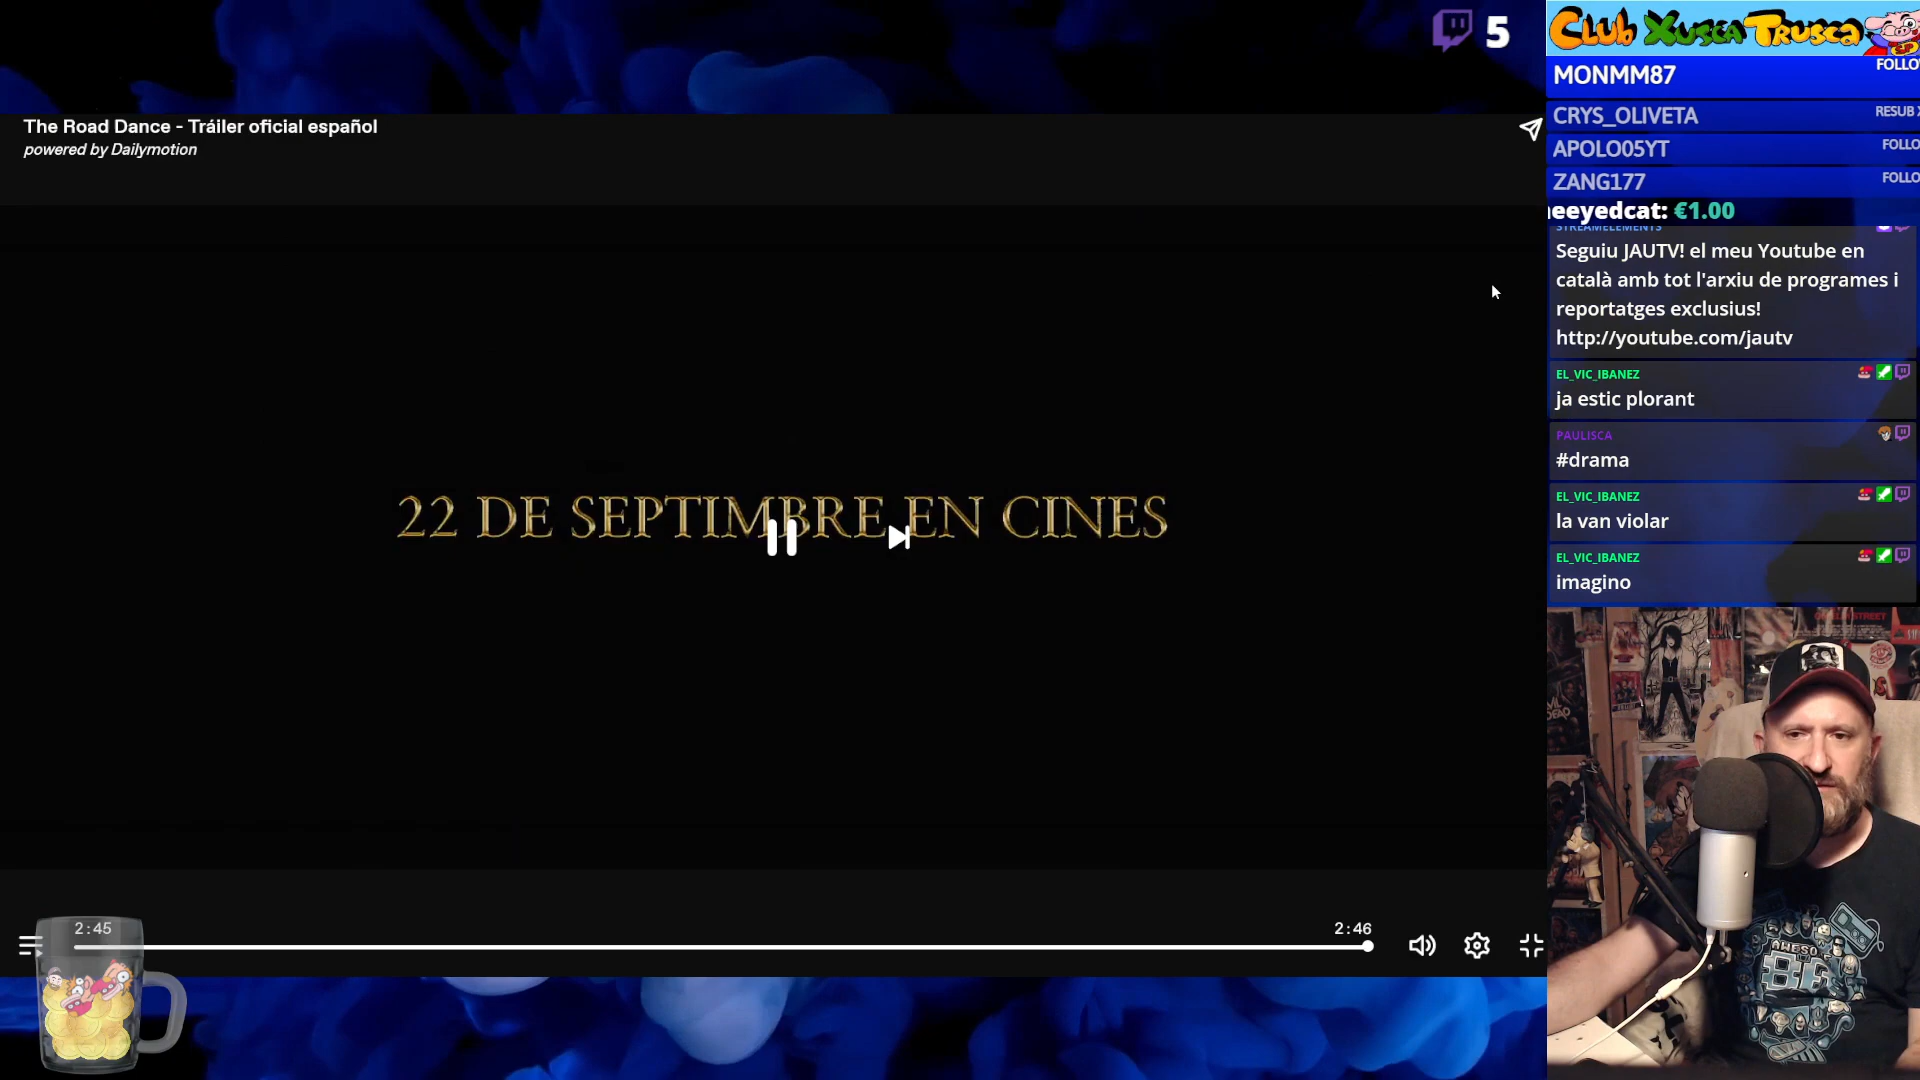 5
The Road Dance - Tráiler oficial español
powered by Dailymotion
22 DE SEPTIMBRE EN CINES
2:45
2:46
Club Xusca Trusca
MONMM87
FOLLO
CRYS_OLIVETA
RESUB X
APOLO05YT
FOLLO
ZANG177
FOLLO
neeyedcat: €1.00
STREAMELEMENTS
Seguiu JAUTV! el meu Youtube en
català amb tot l'arxiu de programes i
reportatges exclusius!
http://youtube.com/jautv
EL_VIC_IBANEZ
ja estic plorant
PAULISCA
#drama
EL_VIC_IBANEZ
la van violar
EL_VIC_IBANEZ
imagino
AWESO